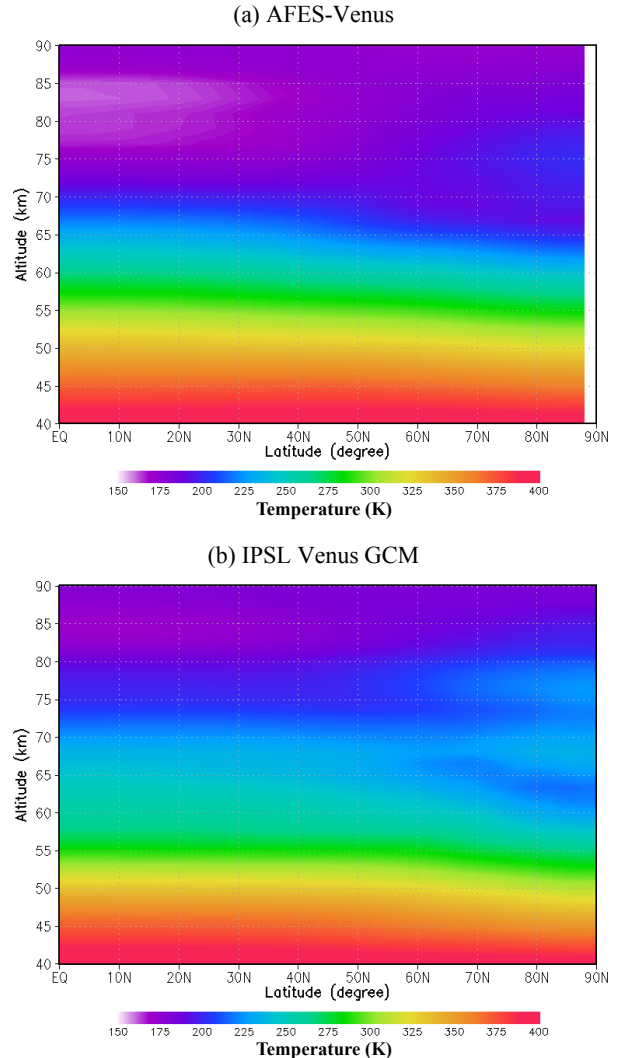 (a) AFES-Venus
90
85
80
75
70
65
60
55
50
45
40
Altitude (km)
EQ 10N 20N 30N 40N 50N 60N 70N 80N 90N
Latitude (degree)
150 175 200 225 250 275 300 325 350 375 400
Temperature (K)
(b) IPSL Venus GCM
90
85
80
75
70
65
60
55
50
45
40
Altitude (km)
EQ 10N 20N 30N 40N 50N 60N 70N 80N 90N
Latitude (degree)
150 175 200 225 250 275 300 325 350 375 400
Temperature (K)